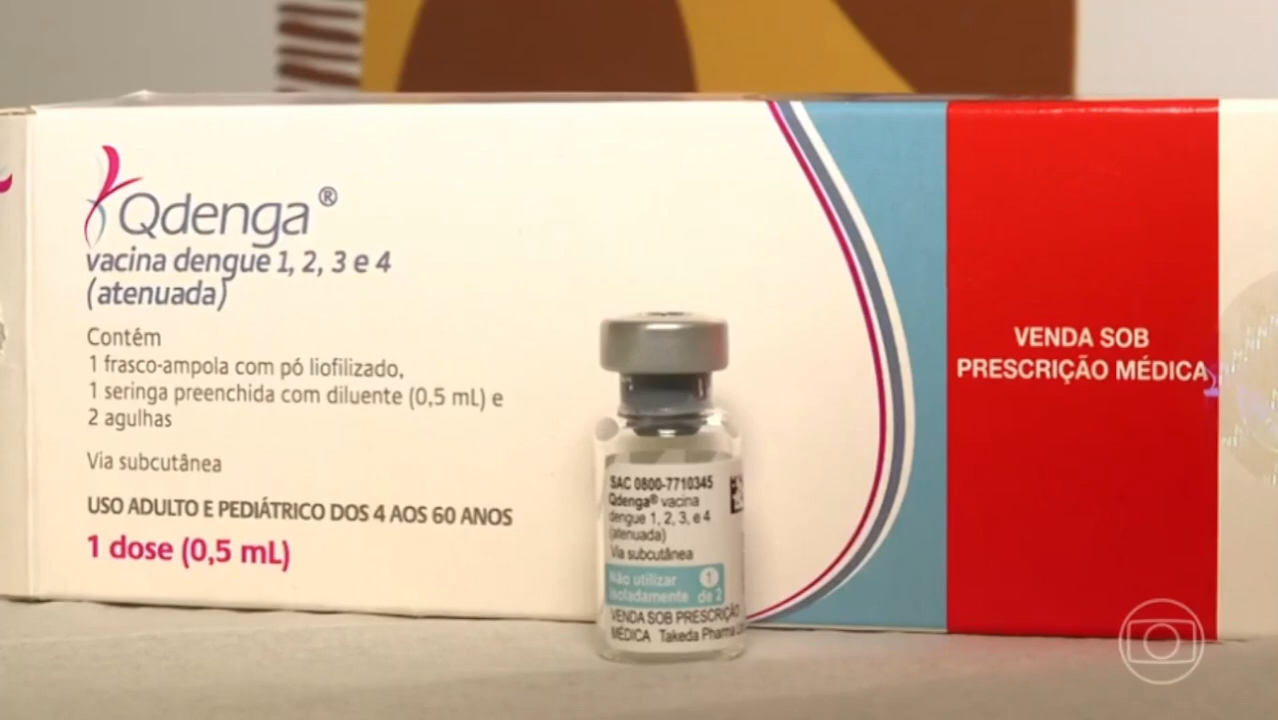 Qdenga®
vacina dengue 1, 2, 3 e 4
(atenuada)
Contém
1 frasco-ampola com pó liofilizado,
1 seringa preenchida com diluente (0,5 mL) e
2 agulhas
Via subcutânea
USO ADULTO E PEDIÁTRICO DOS 4 AOS 60 ANOS
1 dose (0,5 mL)
VENDA SOB
PRESCRIÇÃO MÉDICA
SAC 0800-7710345
Qdenga® vacina
dengue 1, 2, 3, e 4
(atenuada)
Via subcutânea
Não utilizar 1
isoladamente de 2
VENDA SOB PRESCRIÇÃO
MÉDICA Takeda Pharma